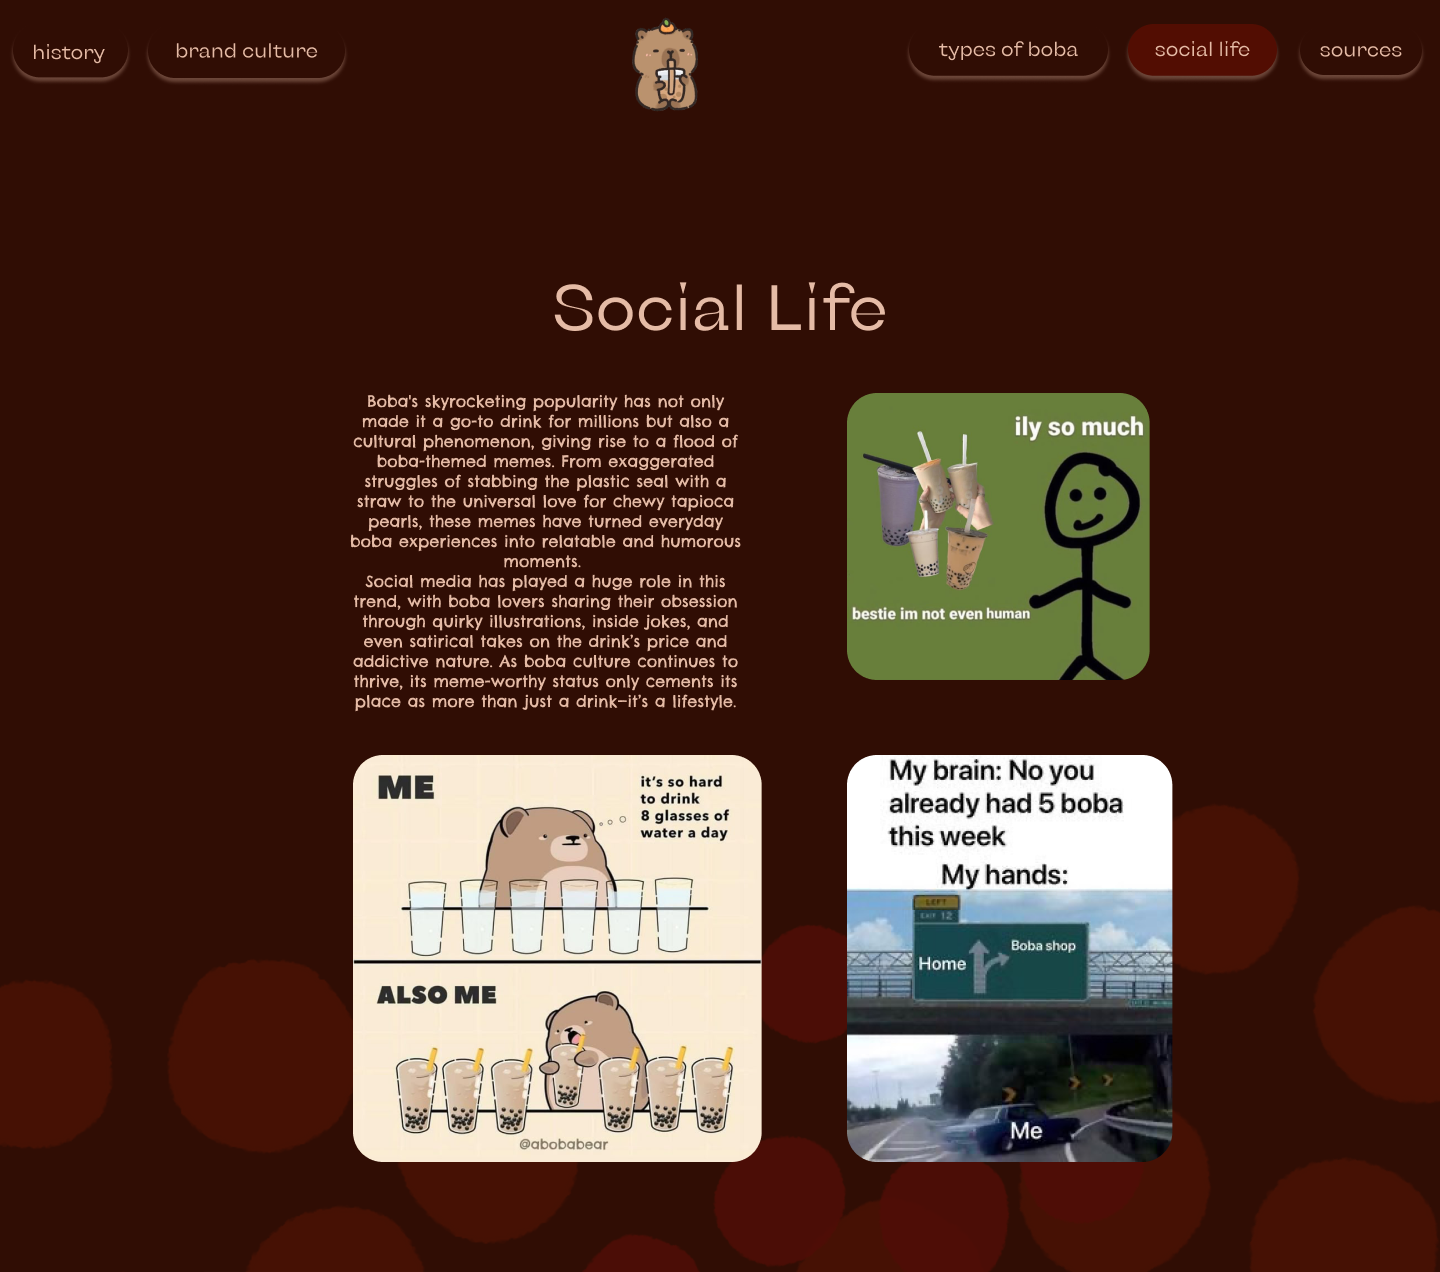 history
brand culture
types of boba
social life
sources
Social Life
Boba's skyrocketing popularity has not only
made it a go-to drink for millions but also a
cultural phenomenon, giving rise to a flood of
boba-themed memes. From exaggerated
struggles of stabbing the plastic seal with a
straw to the universal love for chewy tapioca
pearls, these memes have turned everyday
boba experiences into relatable and humorous
moments.
Social media has played a huge role in this
trend, with boba lovers sharing their obsession
through quirky illustrations, inside jokes, and
even satirical takes on the drink’s price and
addictive nature. As boba culture continues to
thrive, its meme-worthy status only cements its
place as more than just a drink—it’s a lifestyle.
ily so much
bestie im not even human
ME
it's so hard
to drink
8 glasses of
water a day
ALSO ME
@abobabear
My brain: No you
already had 5 boba
this week
My hands:
LEFT
EXIT 12
Boba shop
Home
Me